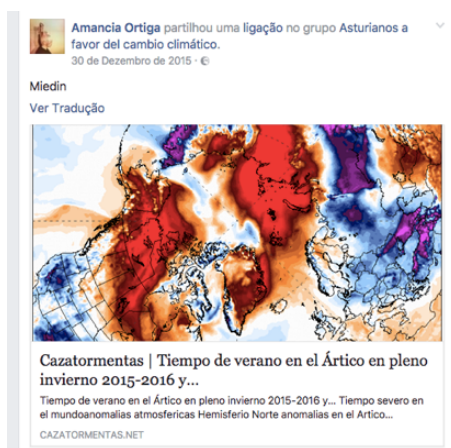 Amancia Ortiga partilhou uma ligação no grupo Asturianos a
favor del cambio climático.
30 de Dezembro de 2015 ·
Miedin
Ver Tradução
Cazatormentas | Tiempo de verano en el Ártico en pleno
invierno 2015-2016 y...
Tiempo de verano en el Ártico en pleno invierno 2015-2016 y... Tiempo severo en
el mundoanomalias atmosfericas Hemisferio Norte anomalias en el Artico...
CAZATORMENTAS.NET